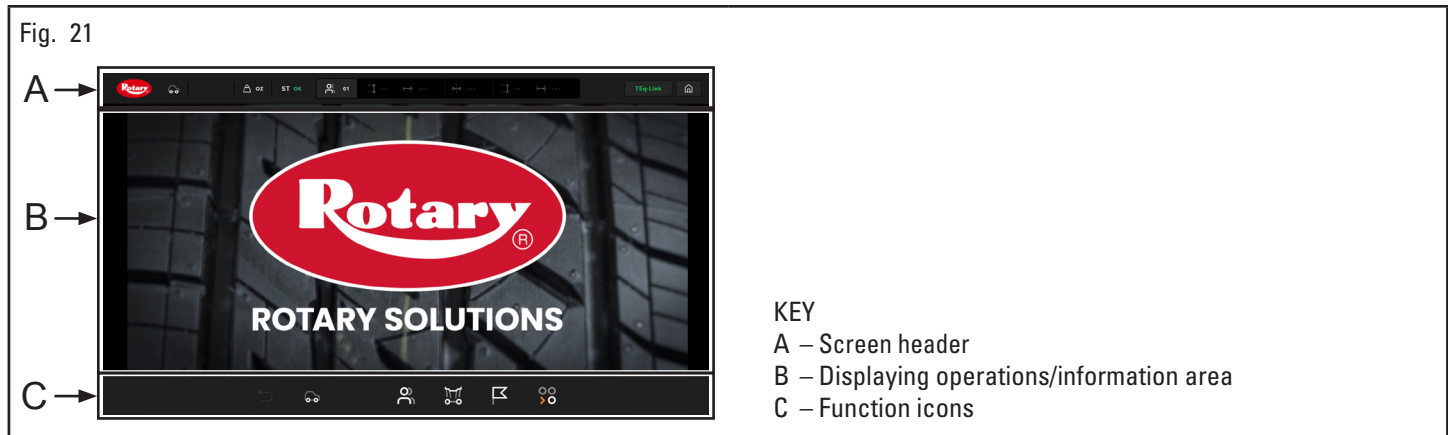 Fig. 21
A
Rotary
OZ
ST OK
01
TEq-Link
B
Rotary
®
ROTARY SOLUTIONS
C
KEY
A – Screen header
B – Displaying operations/information area
C – Function icons